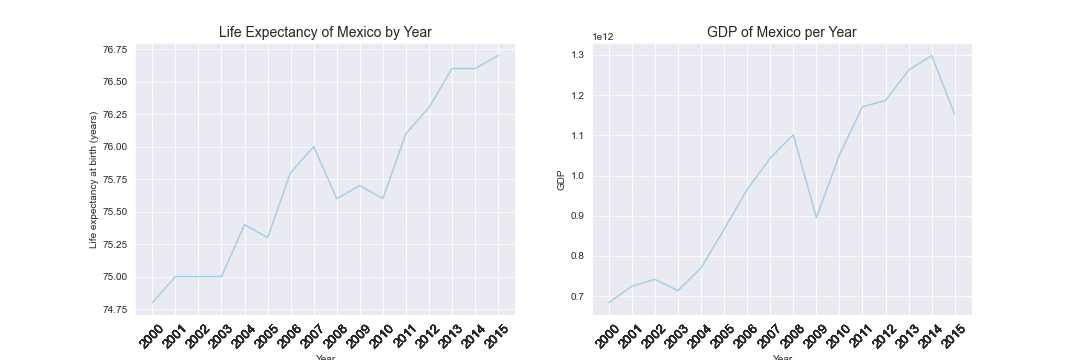 Life Expectancy of Mexico by Year
Life expectancy at birth (years)
76.75
76.50
76.25
76.00
75.75
75.50
75.25
75.00
74.75
2000 2001 2002 2003 2004 2005 2006 2007 2008 2009 2010 2011 2012 2013 2014 2015
Year
GDP of Mexico per Year
1e12
GDP
1.3
1.2
1.1
1.0
0.9
0.8
0.7
2000 2001 2002 2003 2004 2005 2006 2007 2008 2009 2010 2011 2012 2013 2014 2015
Year